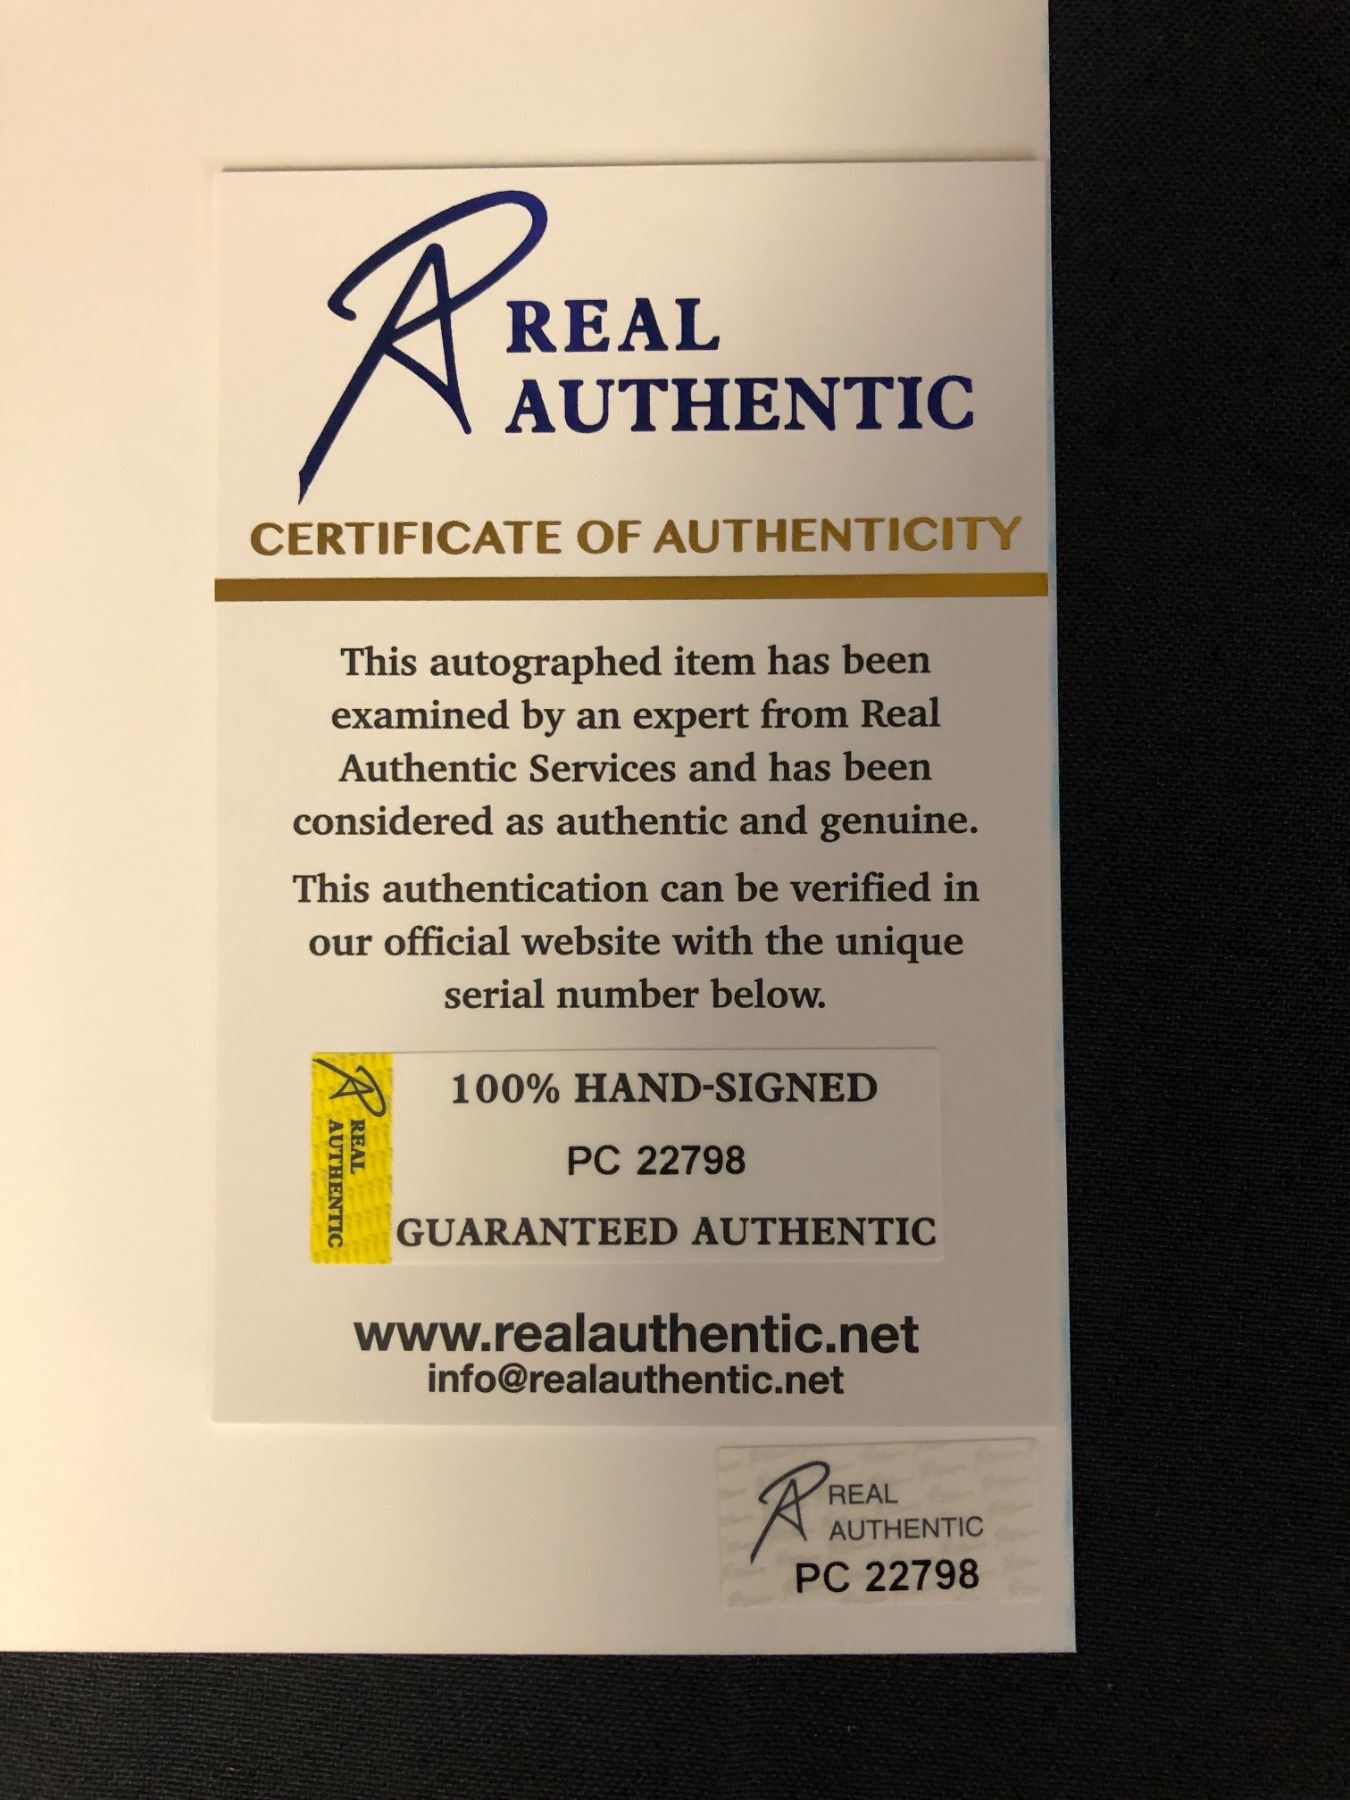 REAL
AUTHENTIC
CERTIFICATE OF AUTHENTICITY
This autographed item has been
examined by an expert from Real
Authentic Services and has been
considered as authentic and genuine.
This authentication can be verified in
our official website with the unique
serial number below.
REAL
AUTHENTIC
100% HAND-SIGNED
PC 22798
GUARANTEED AUTHENTIC
www.realauthentic.net
info@realauthentic.net
REAL
AUTHENTIC
PC 22798